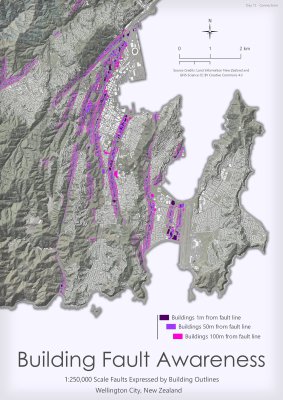 N
0 1 2 km
Source Credits: Land Information New Zealand and
GNS Science CC BY Creative Commons 4.0
Buildings 1m from fault line
Buildings 50m from fault line
Buildings 100m from fault line
Building Fault Awareness
1:250,000 Scale Faults Expressed by Building Outlines
Wellington City, New Zealand